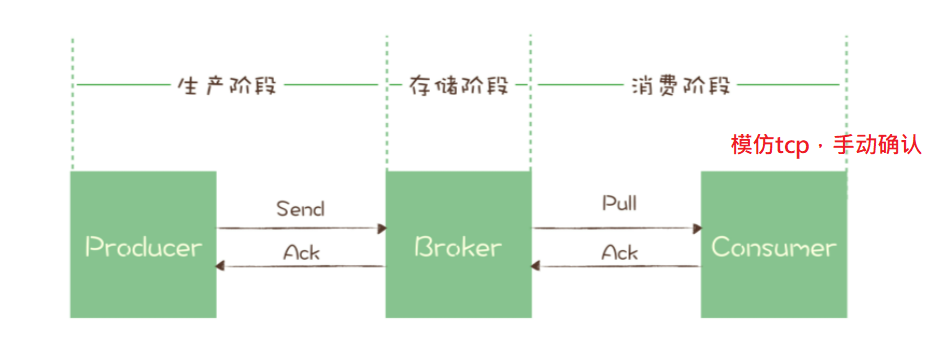 生产阶段
存储阶段
消费阶段
模仿tcp，手动确认
Send
Pull
Producer
Ack
Broker
Ack
Consumer